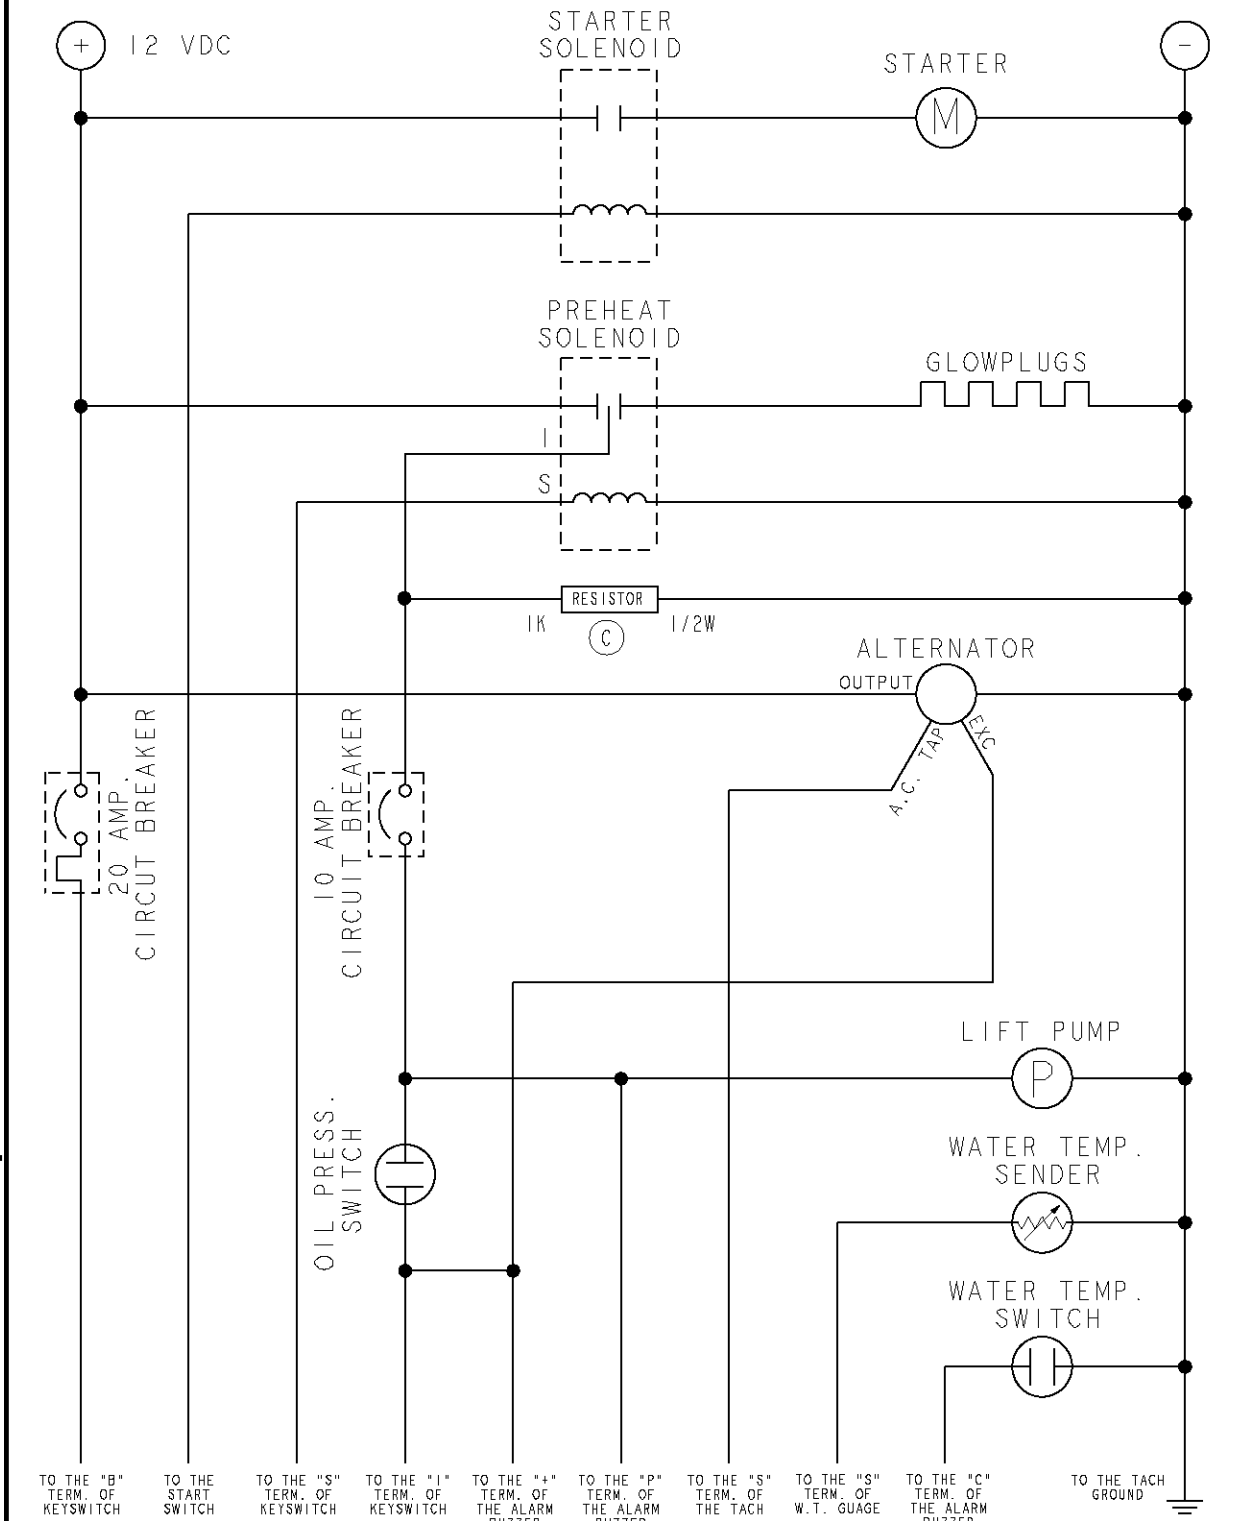 + 12 VDC
STARTER
SOLENOID
STARTER
-
M
PREHEAT
SOLENOID
GLOWPLUGS
I
S
RESISTOR
1K
1/2W
C
ALTERNATOR
OUTPUT
A.C. TAP
EXC
20 AMP.
CIRCUT BREAKER
10 AMP.
CIRCUIT BREAKER
LIFT PUMP
P
OIL PRESS.
SWITCH
WATER TEMP.
SENDER
WATER TEMP.
SWITCH
TO THE "B"
TERM. OF
KEYSWITCH
TO THE
START
SWITCH
TO THE "S"
TERM. OF
KEYSWITCH
TO THE "I"
TERM. OF
KEYSWITCH
TO THE "+"
TERM. OF
THE ALARM
BUZZER
TO THE "P"
TERM. OF
THE ALARM
BUZZER
TO THE "S"
TERM. OF
THE TACH
TO THE "S"
TERM. OF
W.T. GUAGE
TO THE "C"
TERM. OF
THE ALARM
BUZZER
TO THE TACH
GROUND